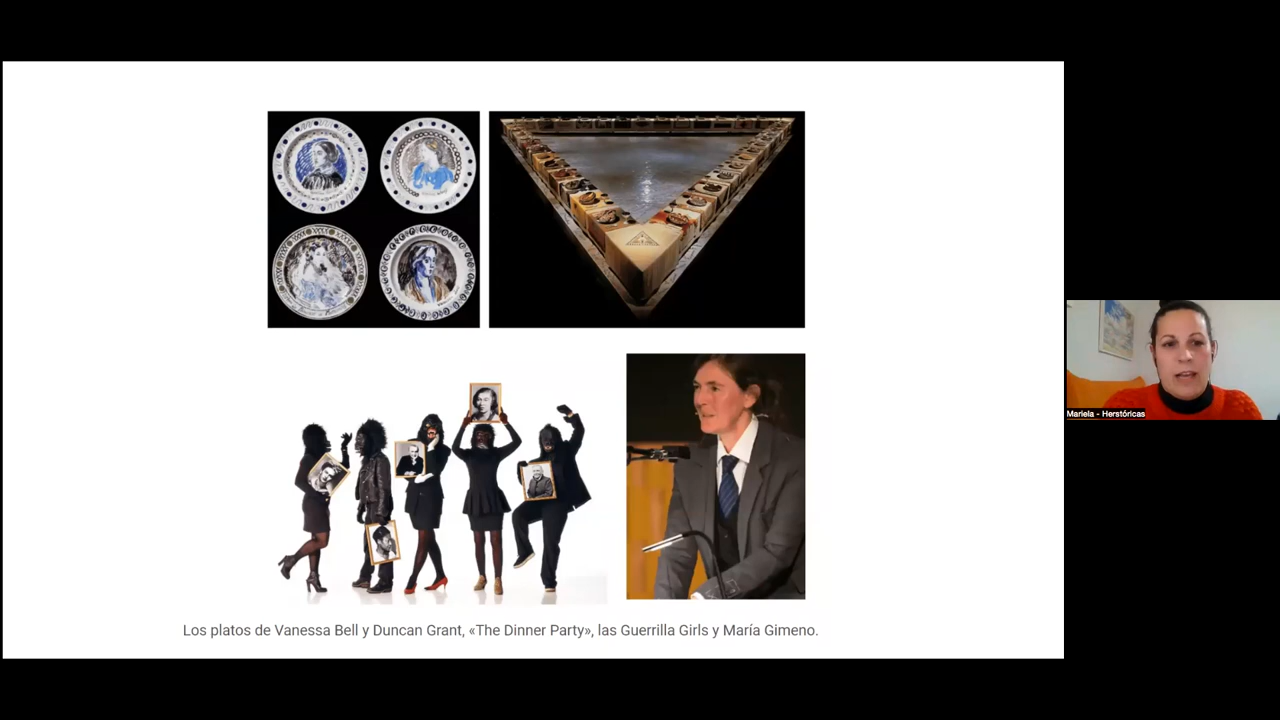 Los platos de Vanessa Bell y Duncan Grant, «The Dinner Party», las Guerrilla Girls y María Gimeno.
Mariela - Herstóricas